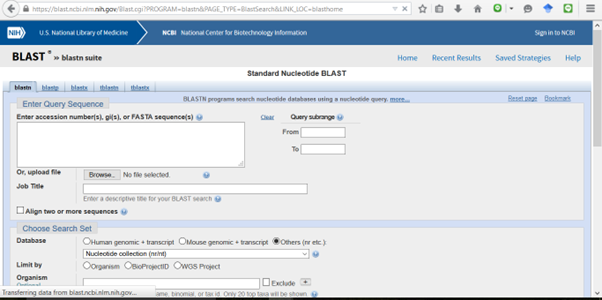 https://blast.ncbi.nlm.nih.gov/Blast.cgi?PROGRAM=blastn&PAGE_TYPE=BlastSearch&LINK_LOC=blasthome
NIH U.S. National Library of Medicine NCBI National Center for Biotechnology Information Sign in to NCBI
BLAST ® » blastn suite Home Recent Results Saved Strategies Help
Standard Nucleotide BLAST
blastn blastp blastx tblastn tblastx
BLASTN programs search nucleotide databases using a nucleotide query. more... Reset page Bookmark
Enter Query Sequence
Enter accession number(s), gi(s), or FASTA sequence(s) Clear Query subrange
From
To
Or, upload file Browse.. No file selected.
Job Title
Enter a descriptive title for your BLAST search
Align two or more sequences
Choose Search Set
Database Human genomic + transcript Mouse genomic + transcript Others (nr etc.):
Nucleotide collection (nr/nt)
Limit by Organism BioProjectID WGS Project
Organism Exclude +
Optional
Transferring data from blast.ncbi.nlm.nih.gov... name, binomial, or tax id. Only 20 top taxa will be shown.